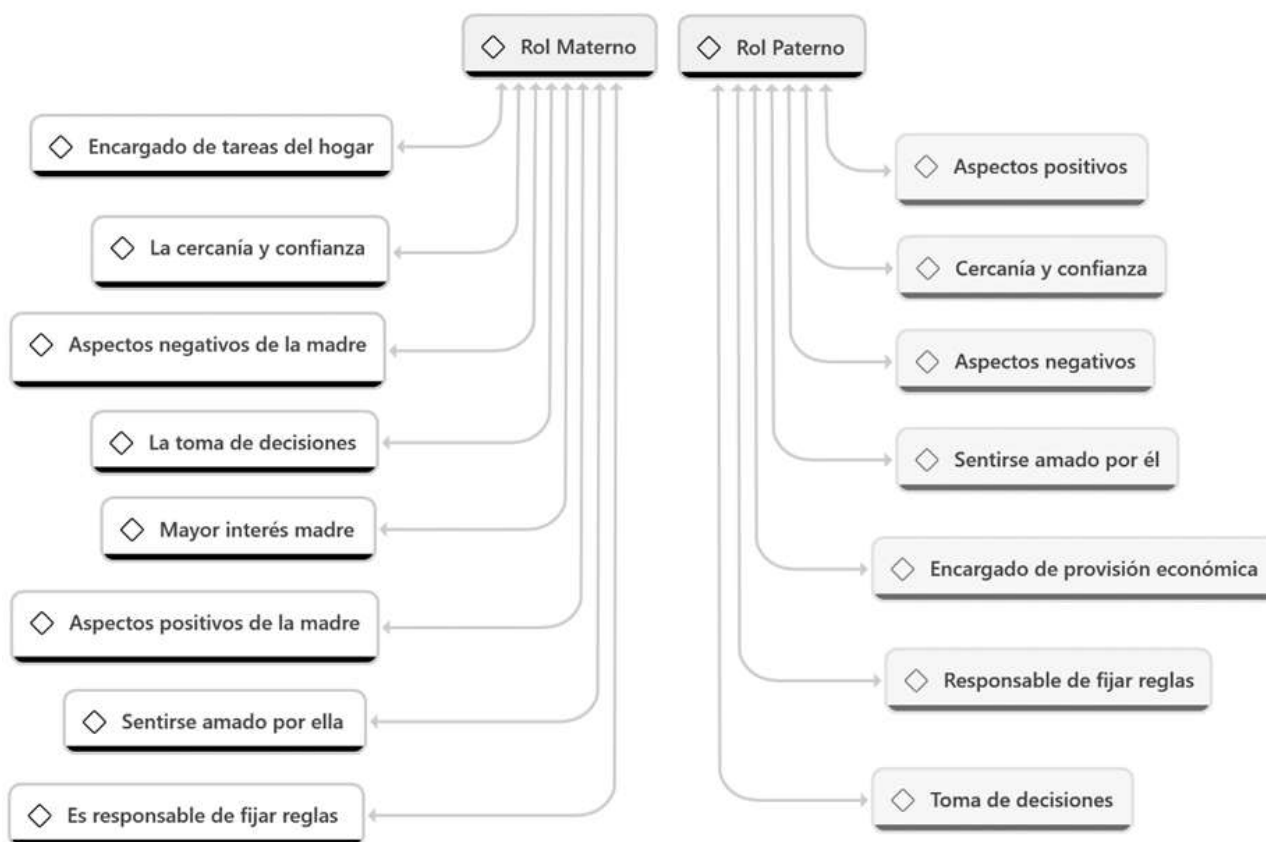 Rol Materno
Rol Paterno
Encargado de tareas del hogar
La cercanía y confianza
Aspectos negativos de la madre
La toma de decisiones
Mayor interés madre
Aspectos positivos de la madre
Sentirse amado por ella
Es responsable de fijar reglas
Aspectos positivos
Cercanía y confianza
Aspectos negativos
Sentirse amado por él
Encargado de provisión económica
Responsable de fijar reglas
Toma de decisiones